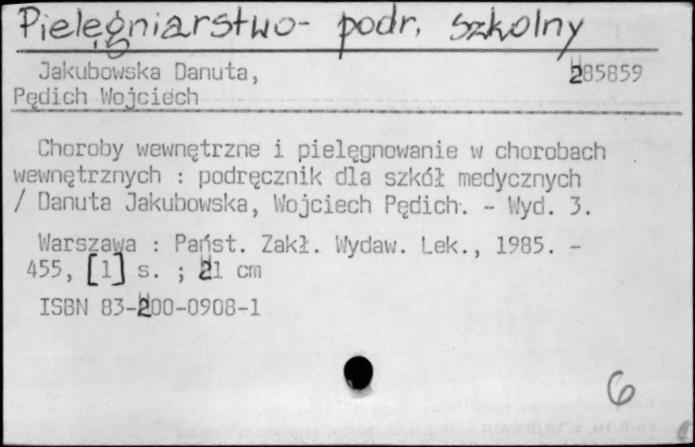 Pielęgniarstwo - podr. szkolny
Jakubowska Danuta, 285859
Pędich Wojciech
Choroby wewnętrzne i pielęgnowanie w chorobach
wewnętrznych : podręcznik dla szkół medycznych
/ Danuta Jakubowska, Wojciech Pędich. - Wyd. 3.
Warszawa : Państ. Zakł. Wydaw. Lek., 1985. -
455, [1] s. ; 21 cm
ISBN 83-200-0908-1
6